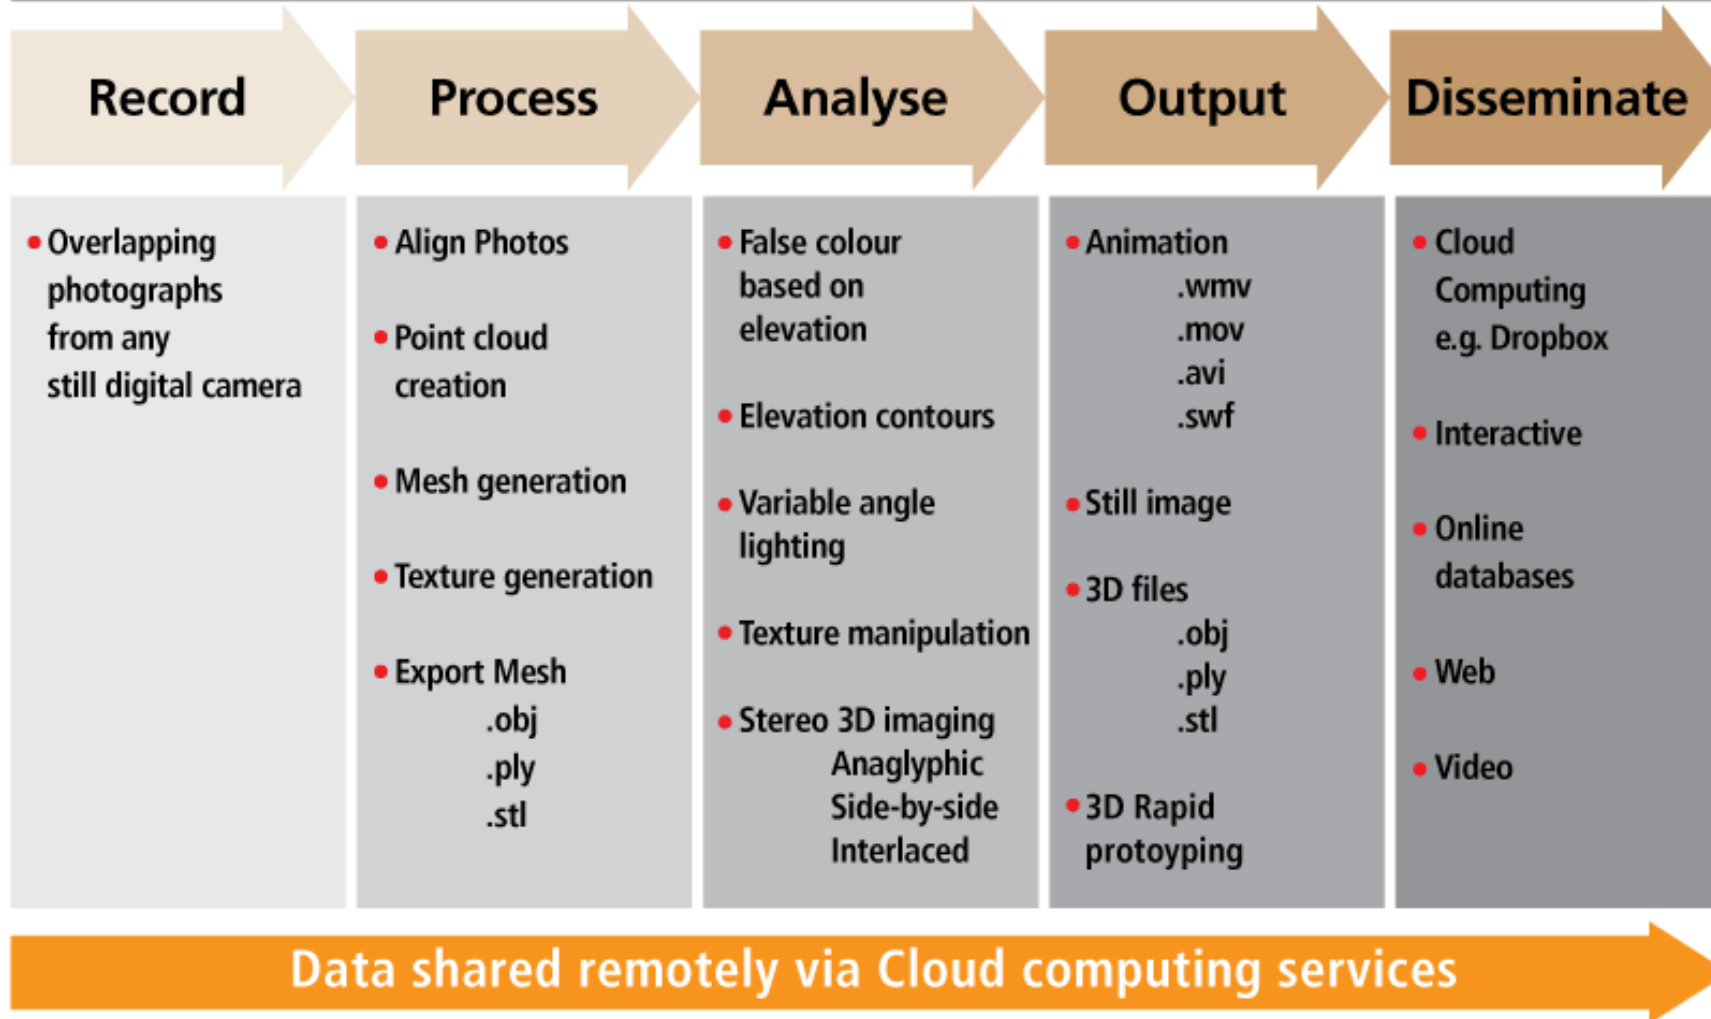 Record
Process
Analyse
Output
Disseminate
Overlapping
photographs
from any
still digital camera
Align Photos
Point cloud
creation
Mesh generation
Texture generation
Export Mesh
.obj
.ply
.stl
False colour
based on
elevation
Elevation contours
Variable angle
lighting
Texture manipulation
Stereo 3D imaging
Anaglyphic
Side-by-side
Interlaced
Animation
.wmv
.mov
.avi
.swf
Still image
3D files
.obj
.ply
.stl
3D Rapid
protoyping
Cloud
Computing
e.g. Dropbox
Interactive
Online
databases
Web
Video
Data shared remotely via Cloud computing services